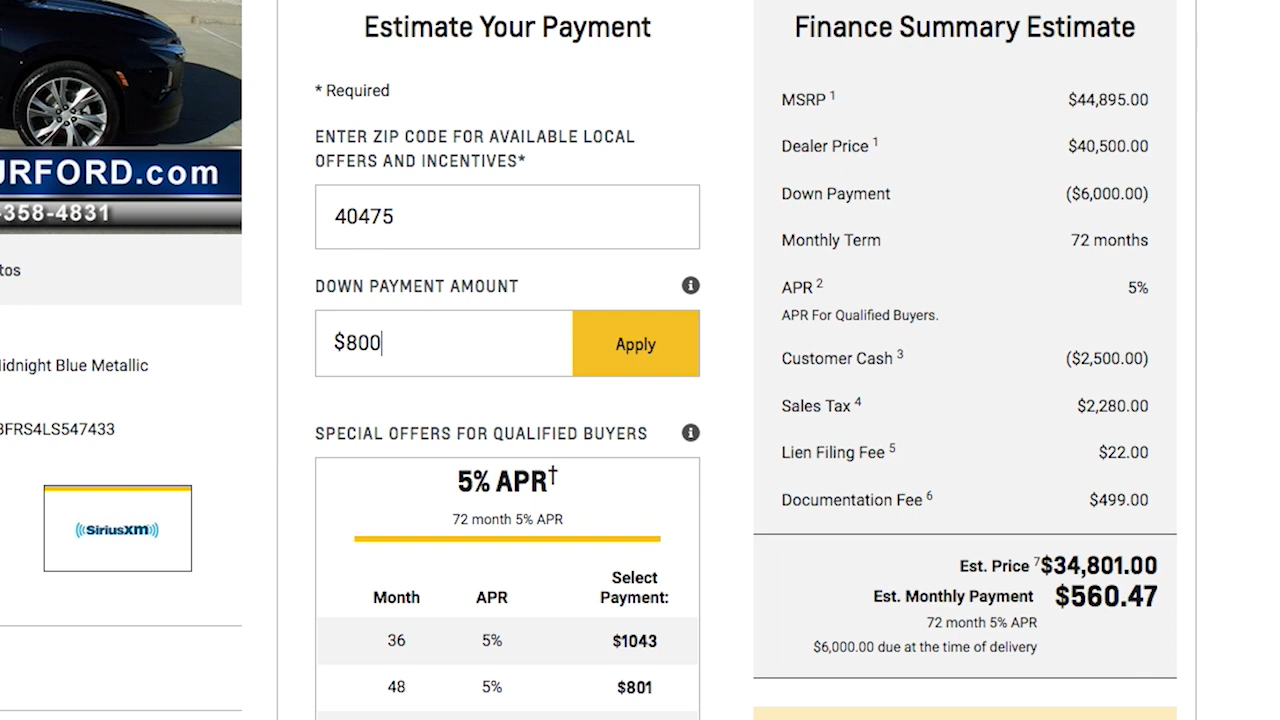 URFORD.com
-358-4831
tos
idnight Blue Metallic
3FRS4LS547433
((SiriusXM))
Estimate Your Payment
* Required
ENTER ZIP CODE FOR AVAILABLE LOCAL
OFFERS AND INCENTIVES*
40475
DOWN PAYMENT AMOUNT
$800
Apply
SPECIAL OFFERS FOR QUALIFIED BUYERS
5% APR†
72 month 5% APR
Month APR Select Payment:
36 5% $1043
48 5% $801
Finance Summary Estimate
MSRP 1 $44,895.00
Dealer Price 1 $40,500.00
Down Payment ($6,000.00)
Monthly Term 72 months
APR 2 5%
APR For Qualified Buyers.
Customer Cash 3 ($2,500.00)
Sales Tax 4 $2,280.00
Lien Filing Fee 5 $22.00
Documentation Fee 6 $499.00
Est. Price 7 $34,801.00
Est. Monthly Payment $560.47
72 month 5% APR
$6,000.00 due at the time of delivery